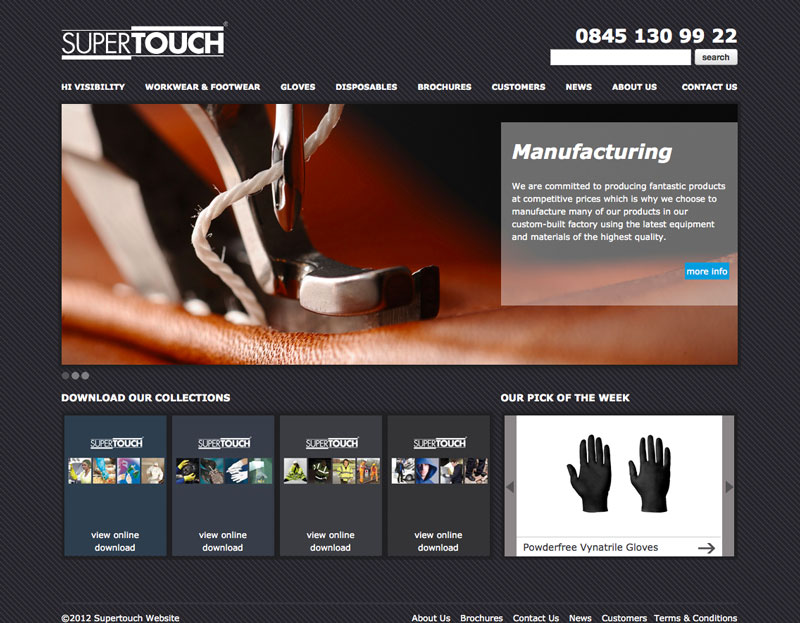 SUPERTOUCH®
0845 130 99 22
search
HI VISIBILITY WORKWEAR & FOOTWEAR GLOVES DISPOSABLES BROCHURES CUSTOMERS NEWS ABOUT US CONTACT US
Manufacturing
We are committed to producing fantastic products
at competitive prices which is why we choose to
manufacture many of our products in our
custom-built factory using the latest equipment
and materials of the highest quality.
more info
DOWNLOAD OUR COLLECTIONS
SUPERTOUCH
view online
download
SUPERTOUCH
view online
download
SUPERTOUCH
view online
download
SUPERTOUCH
view online
download
OUR PICK OF THE WEEK
Powderfree Vynatrile Gloves
©2012 Supertouch Website
About Us Brochures Contact Us News Customers Terms & Conditions